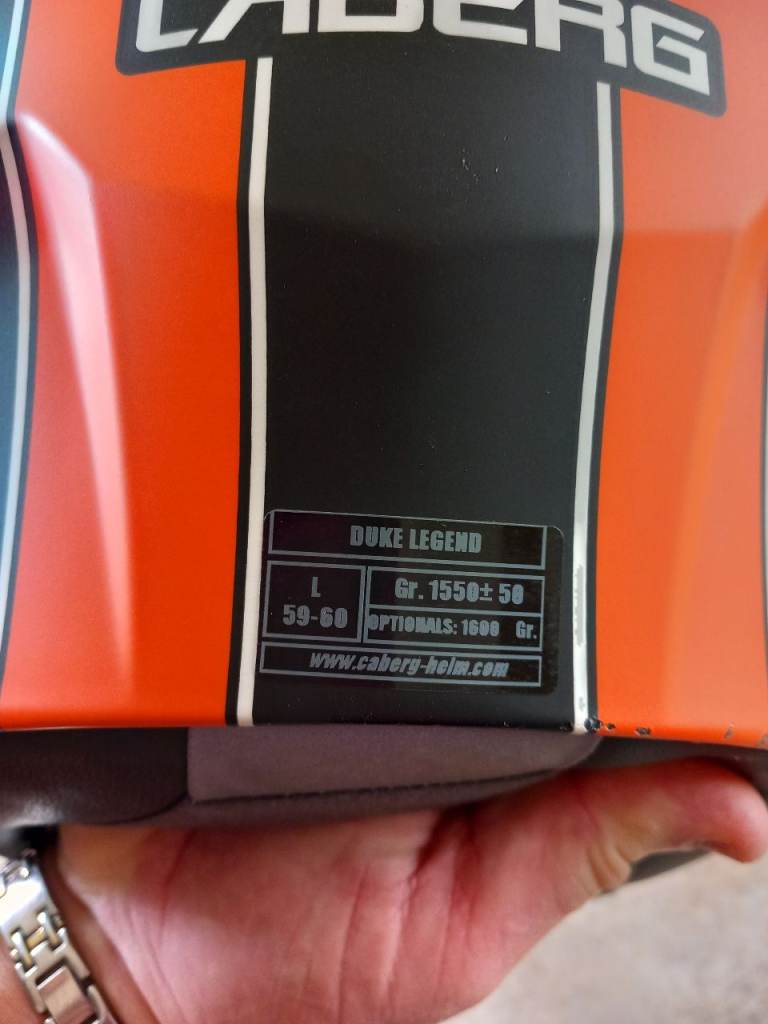 CABERG
DUKE LEGEND
L
59-60
Gr. 1550± 50
OPTIONALS: 1600 Gr.
www.caberg-helm.com